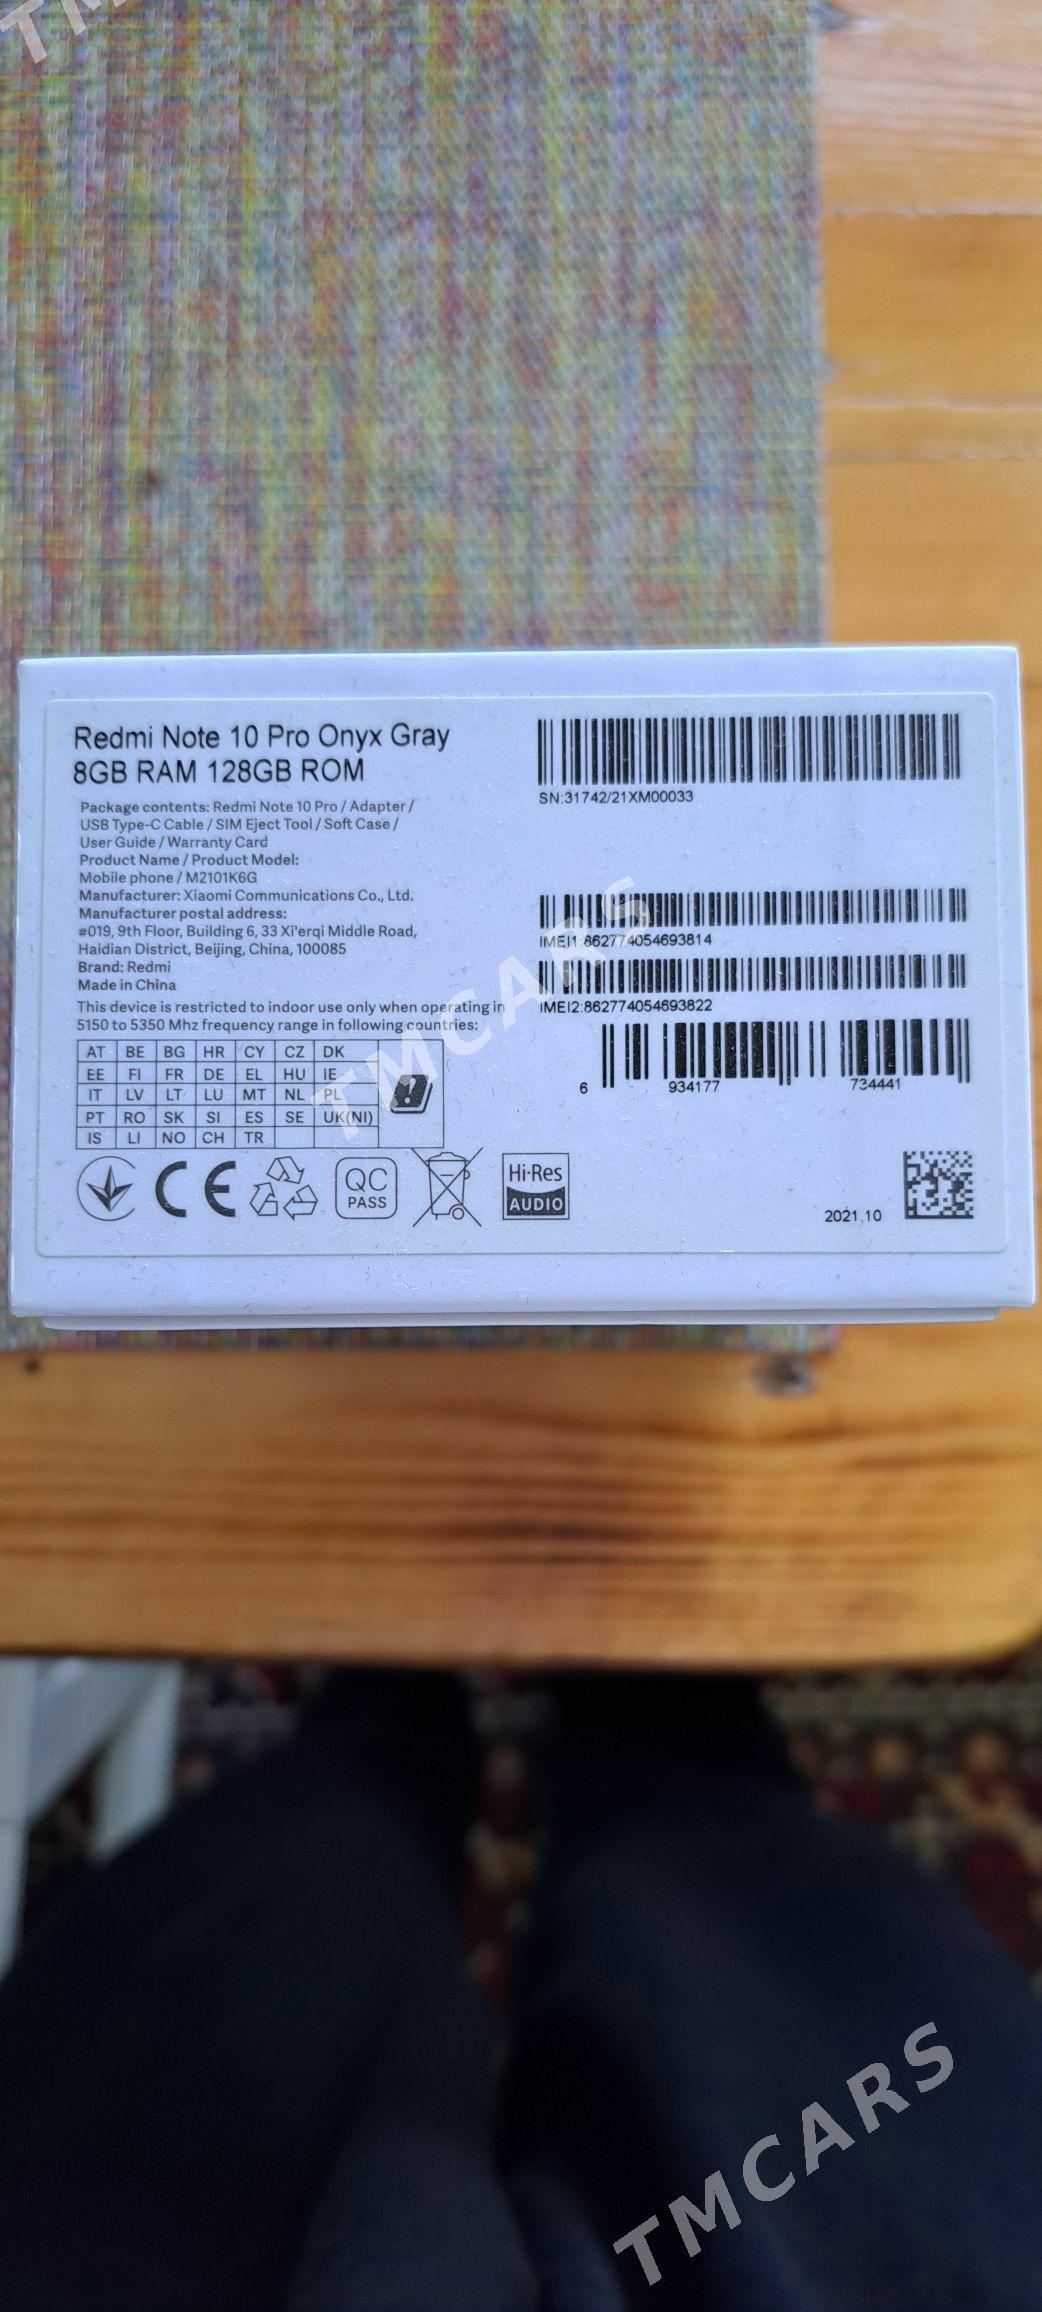 Redmi Note 10 Pro Onyx Gray
8GB RAM 128GB ROM
Package contents: Redmi Note 10 Pro / Adapter /
USB Type-C Cable / SIM Eject Tool / Soft Case /
User Guide / Warranty Card
Product Name / Product Model:
Mobile phone / M2101K6G
Manufacturer: Xiaomi Communications Co., Ltd.
Manufacturer postal address:
#019, 9th Floor, Building 6, 33 Xi'erqi Middle Road,
Haidian District, Beijing, China, 100085
Brand: Redmi
Made in China
This device is restricted to indoor use only when operating in
5150 to 5350 Mhz frequency range in following countries:
AT BE BG HR CY CZ DK
EE FI FR DE EL HU IE
IT LV LT LU MT NL PL
PT RO SK SI ES SE UK(NI)
IS LI NO CH TR
CE
QC
PASS
Hi-Res
AUDIO
SN:31742/21XM00033
IMEI1:862774054693814
IMEI2:862774054693822
6 934177 734441
2021.10
TMCARS
TMCARS